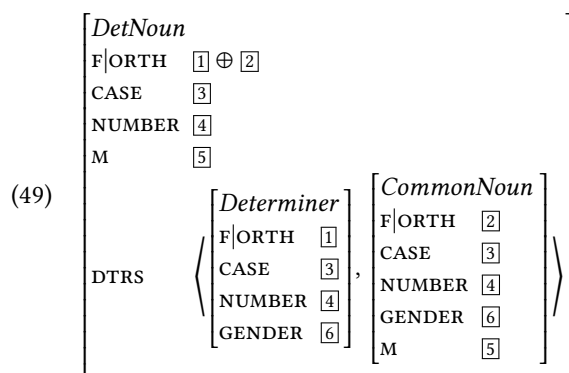 DetNoun
F|ORTH 1 ⊕ 2
CASE 3
NUMBER 4
M 5
(49)
DTRS ⟨ [Determiner
F|ORTH 1
CASE 3
NUMBER 4
GENDER 6] , [CommonNoun
F|ORTH 2
CASE 3
NUMBER 4
GENDER 6
M 5] ⟩